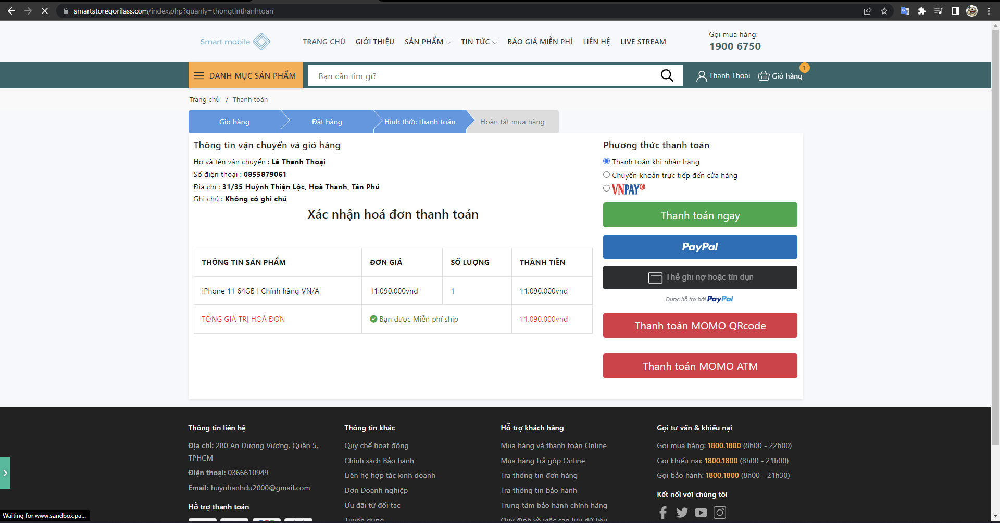 smartstoregorilass.com/index.php?quanly=thongtinthanhtoan
Smart mobile
TRANG CHỦ GIỚI THIỆU SẢN PHẨM TIN TỨC BÁO GIÁ MIỄN PHÍ LIÊN HỆ LIVE STREAM
Gọi mua hàng:
1900 6750
DANH MỤC SẢN PHẨM
Bạn cần tìm gì?
Thanh Thoại
Giỏ hàng
1
Trang chủ / Thanh toán
Giỏ hàng
Đặt hàng
Hình thức thanh toán
Hoàn tất mua hàng
Thông tin vận chuyển và giỏ hàng
Họ và tên vận chuyển : Lê Thanh Thoại
Số điện thoại : 0855879061
Địa chỉ : 31/35 Huỳnh Thiện Lộc, Hoà Thanh, Tân Phú
Ghi chú : Không có ghi chú
Xác nhận hoá đơn thanh toán
THÔNG TIN SẢN PHẨM ĐƠN GIÁ SỐ LƯỢNG THÀNH TIỀN
iPhone 11 64GB I Chính hãng VN/A 11.090.000vnđ 1 11.090.000vnđ
TỔNG GIÁ TRỊ HOÁ ĐƠN Bạn được Miễn phí ship 11.090.000vnđ
Phương thức thanh toán
Thanh toán khi nhận hàng
Chuyển khoản trực tiếp đến cửa hàng
VNPAYQR
Thanh toán ngay
PayPal
Thẻ ghi nợ hoặc tín dụn
Được hỗ trợ bởi PayPal
Thanh toán MOMO QRcode
Thanh toán MOMO ATM
Thông tin liên hệ
Địa chỉ: 280 An Dương Vương, Quận 5,
TPHCM
Điện thoại: 0366610949
Email: huynhanhdu2000@gmail.com
Hỗ trợ thanh toán
Thông tin khác
Quy chế hoạt động
Chính sách Bảo hành
Liên hệ hợp tác kinh doanh
Đơn Doanh nghiệp
Ưu đãi từ đối tác
Tuyển dụng
Hỗ trợ khách hàng
Mua hàng và thanh toán Online
Mua hàng trả góp Online
Tra thông tin đơn hàng
Tra thông tin bảo hành
Trung tâm bảo hành chính hãng
Quy định về việc sao lưu dữ liệu
Gọi tư vấn & khiếu nại
Gọi mua hàng: 1800.1800 (8h00 - 22h00)
Gọi khiếu nại: 1800.1800 (8h00 - 21h00)
Gọi bảo hành: 1800.1800 (8h00 - 21h30)
Kết nối với chúng tôi
Waiting for www.sandbox.pa...